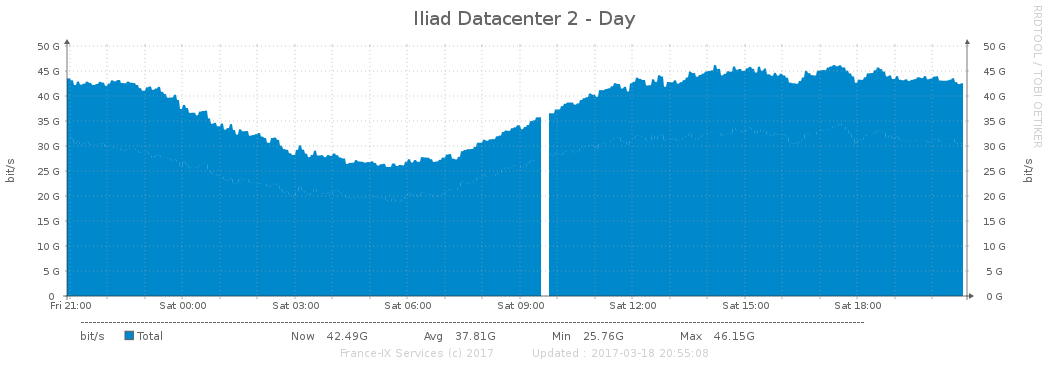 Iliad Datacenter 2 - Day
RRDTOOL / TOBI OETIKER
50 G 50 G
45 G 45 G
40 G 40 G
35 G 35 G
30 G 30 G
25 G 25 G
20 G 20 G
15 G 15 G
10 G 10 G
5 G 5 G
0 0 G
bit/s bit/s
Fri 21:00 Sat 00:00 Sat 03:00 Sat 06:00 Sat 09:00 Sat 12:00 Sat 15:00 Sat 18:00
bit/s Total Now 42.49G Avg 37.81G Min 25.76G Max 46.15G
France-IX Services (c) 2017 Updated : 2017-03-18 20:55:08